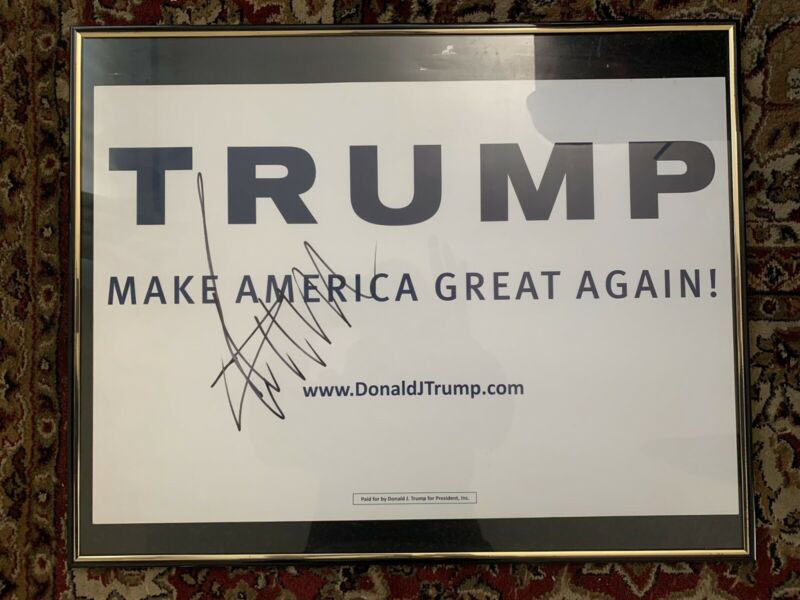 TRUMP
MAKE AMERICA GREAT AGAIN!
www.DonaldJTrump.com
Paid for by Donald J. Trump for President, Inc.